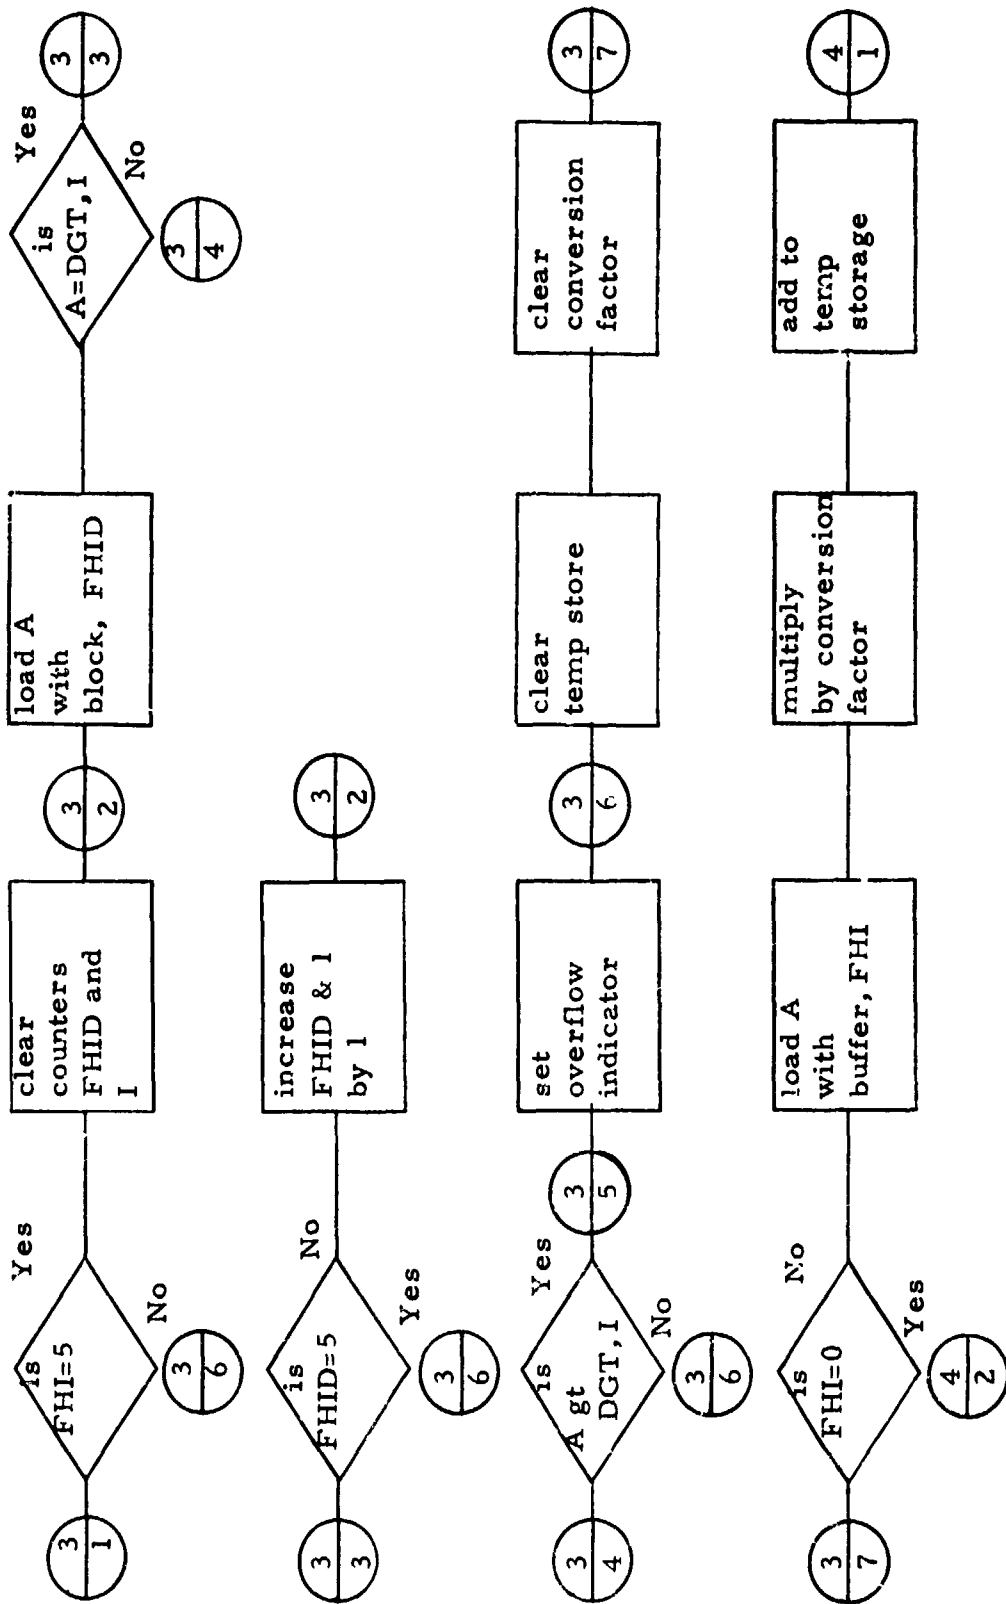 3
1
is
FHI=5
Yes
No
3
6
clear
counters
FHID and
I
3
2
load A
with
block, FHID
is
A=DGT, I
Yes
No
3
4
3
3
3
3
is
FHID=5
No
Yes
3
6
increase
FHID & 1
by 1
3
2
3
4
is
A gt
DGT, I
Yes
No
3
6
3
5
set
overflow
indicator
3
6
clear
temp store
clear
conversion
factor
3
7
3
7
is
FHI=0
No
Yes
4
2
load A
with
buffer, FHI
multiply
by conversion
factor
add to
temp
storage
4
1